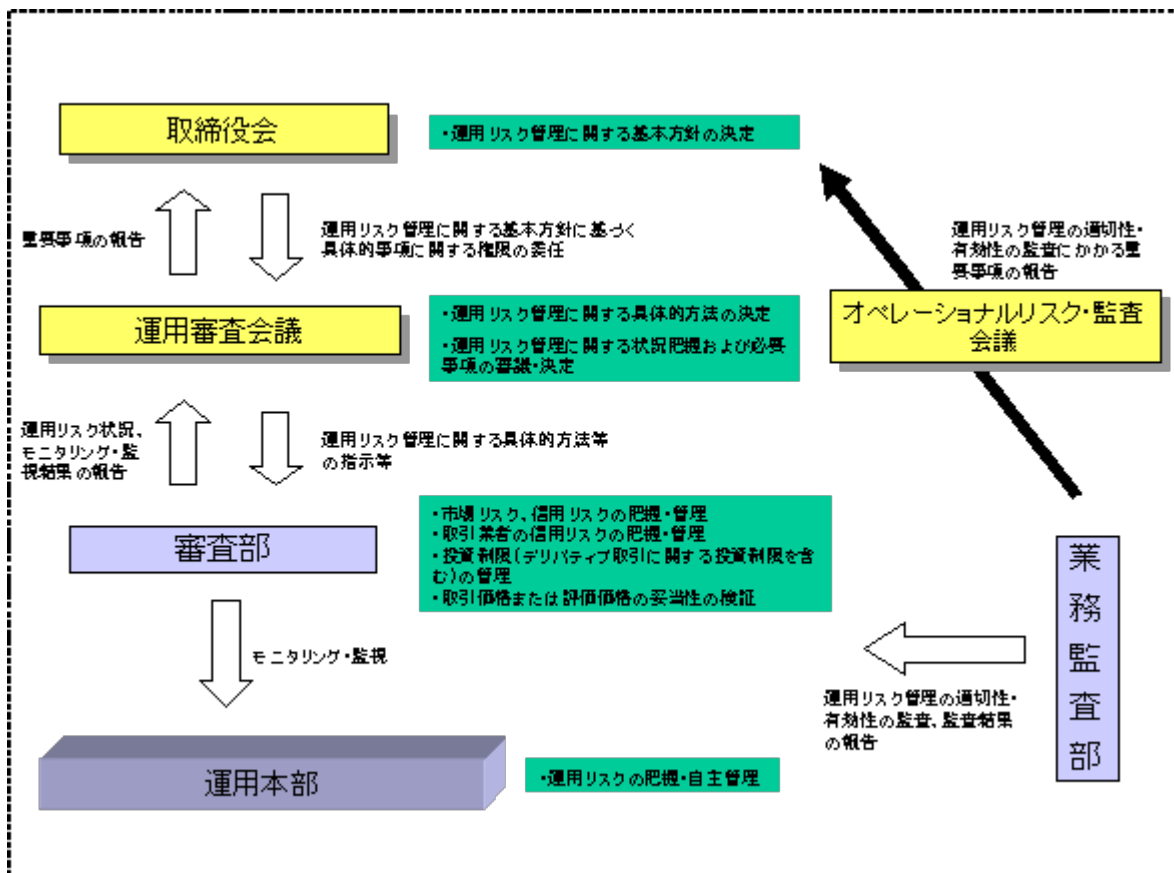 取締役会
・運用リスク管理に関する基本方針の決定
重要事項の報告
運用リスク管理に関する基本方針に基づく
具体的事項に関する権限の委任
運用リスク管理の適切性・
有効性の監査にかかる重
要事項の報告
運用審査会議
・運用リスク管理に関する具体的方法の決定
・運用リスク管理に関する状況把握および必要
事項の審議・決定
オペレーショナルリスク・監査
会議
運用リスク状況、
モニタリング・監
視結果の報告
運用リスク管理に関する具体的方法等
の指示等
審査部
・市場リスク、信用リスクの把握・管理
・取引業者の信用リスクの把握・管理
・投資制限(デリバティブ取引に関する投資制限を含
む)の管理
・取引価格または評価価格の妥当性の検証
業務監査部
モニタリング・監視
運用リスク管理の適切性・
有効性の監査、監査結果
の報告
運用本部
・運用リスクの把握・自主管理